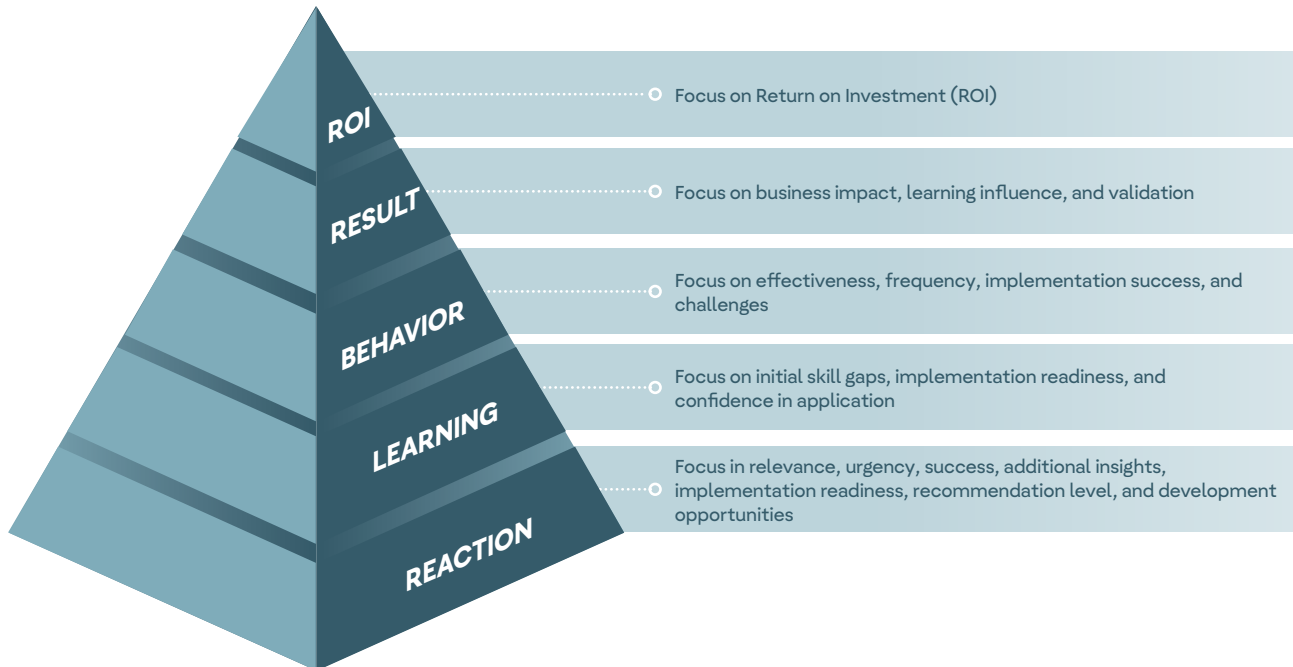 ROI
Focus on Return on Investment (ROI)
RESULT
Focus on business impact, learning influence, and validation
BEHAVIOR
Focus on effectiveness, frequency, implementation success, and
challenges
LEARNING
Focus on initial skill gaps, implementation readiness, and
confidence in application
REACTION
Focus in relevance, urgency, success, additional insights,
implementation readiness, recommendation level, and development
opportunities